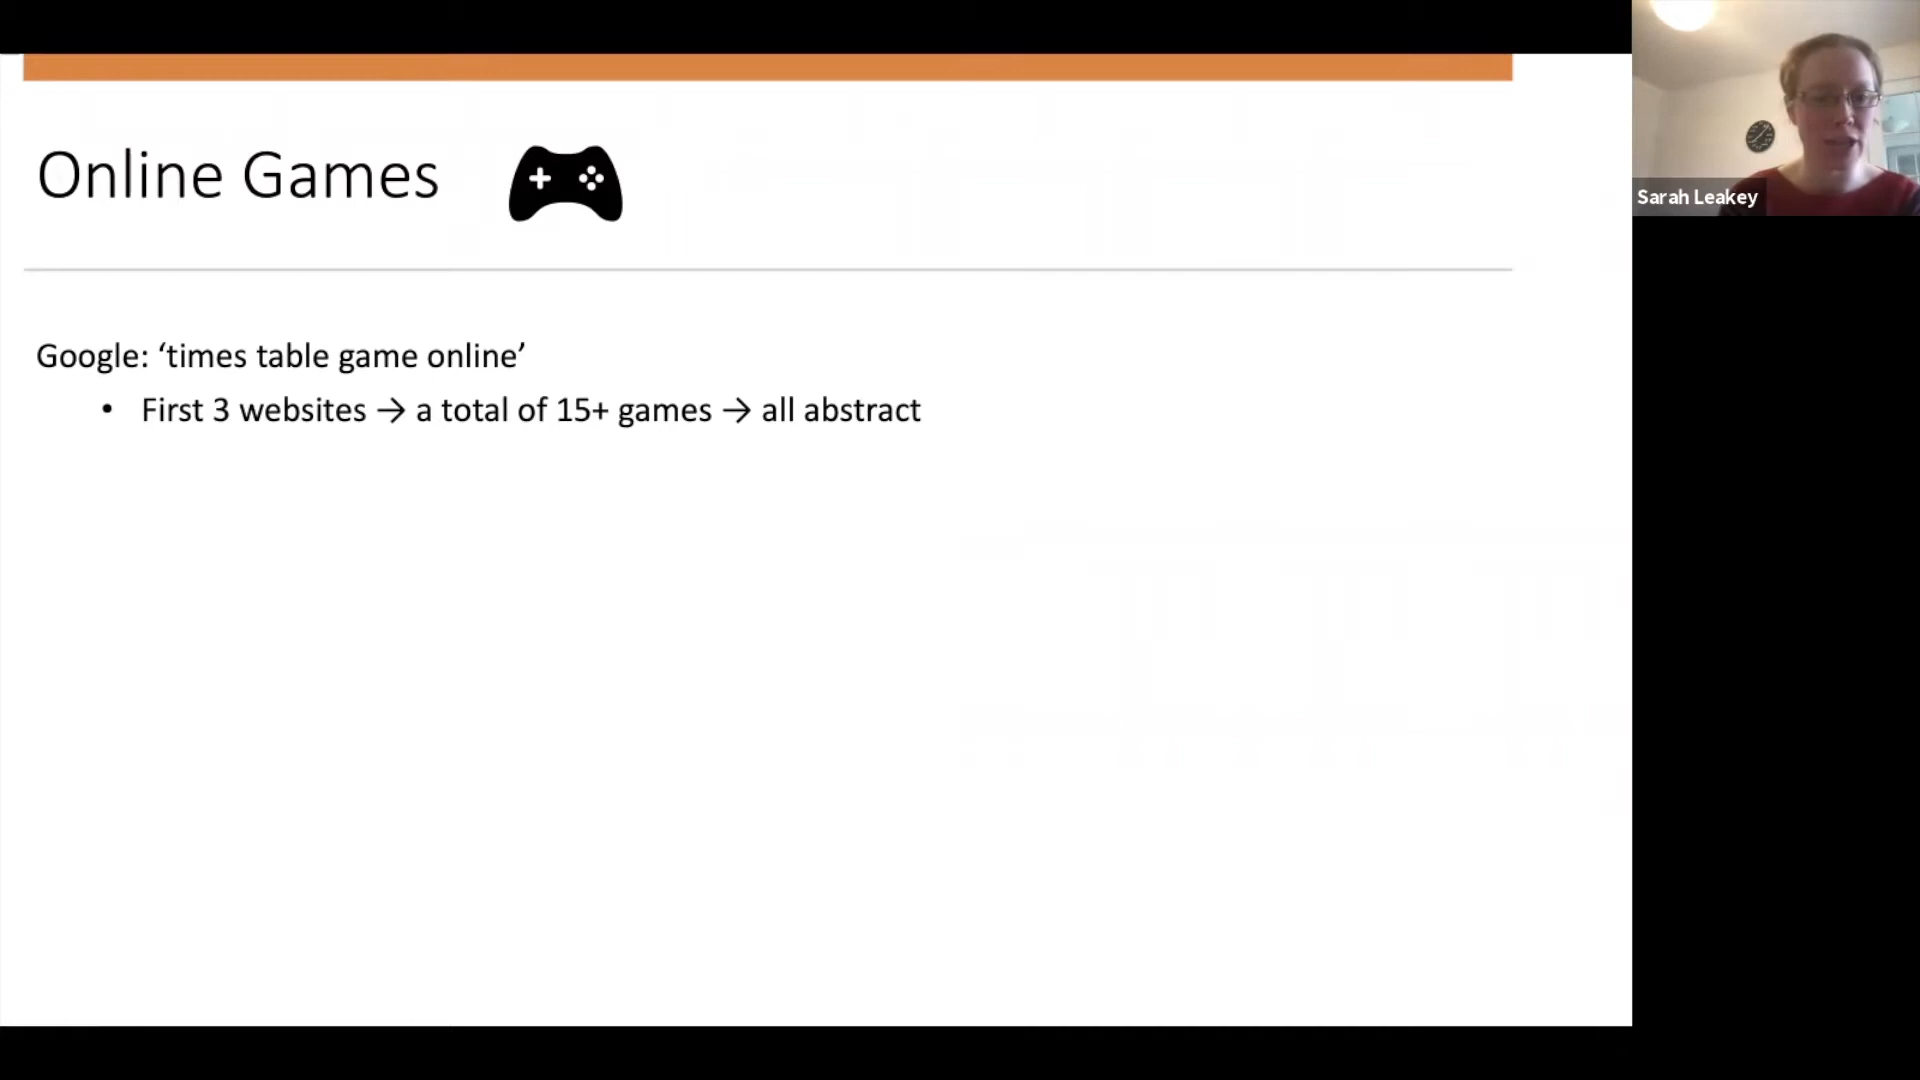 Online Games
Google: ‘times table game online’
• First 3 websites → a total of 15+ games → all abstract
Sarah Leakey